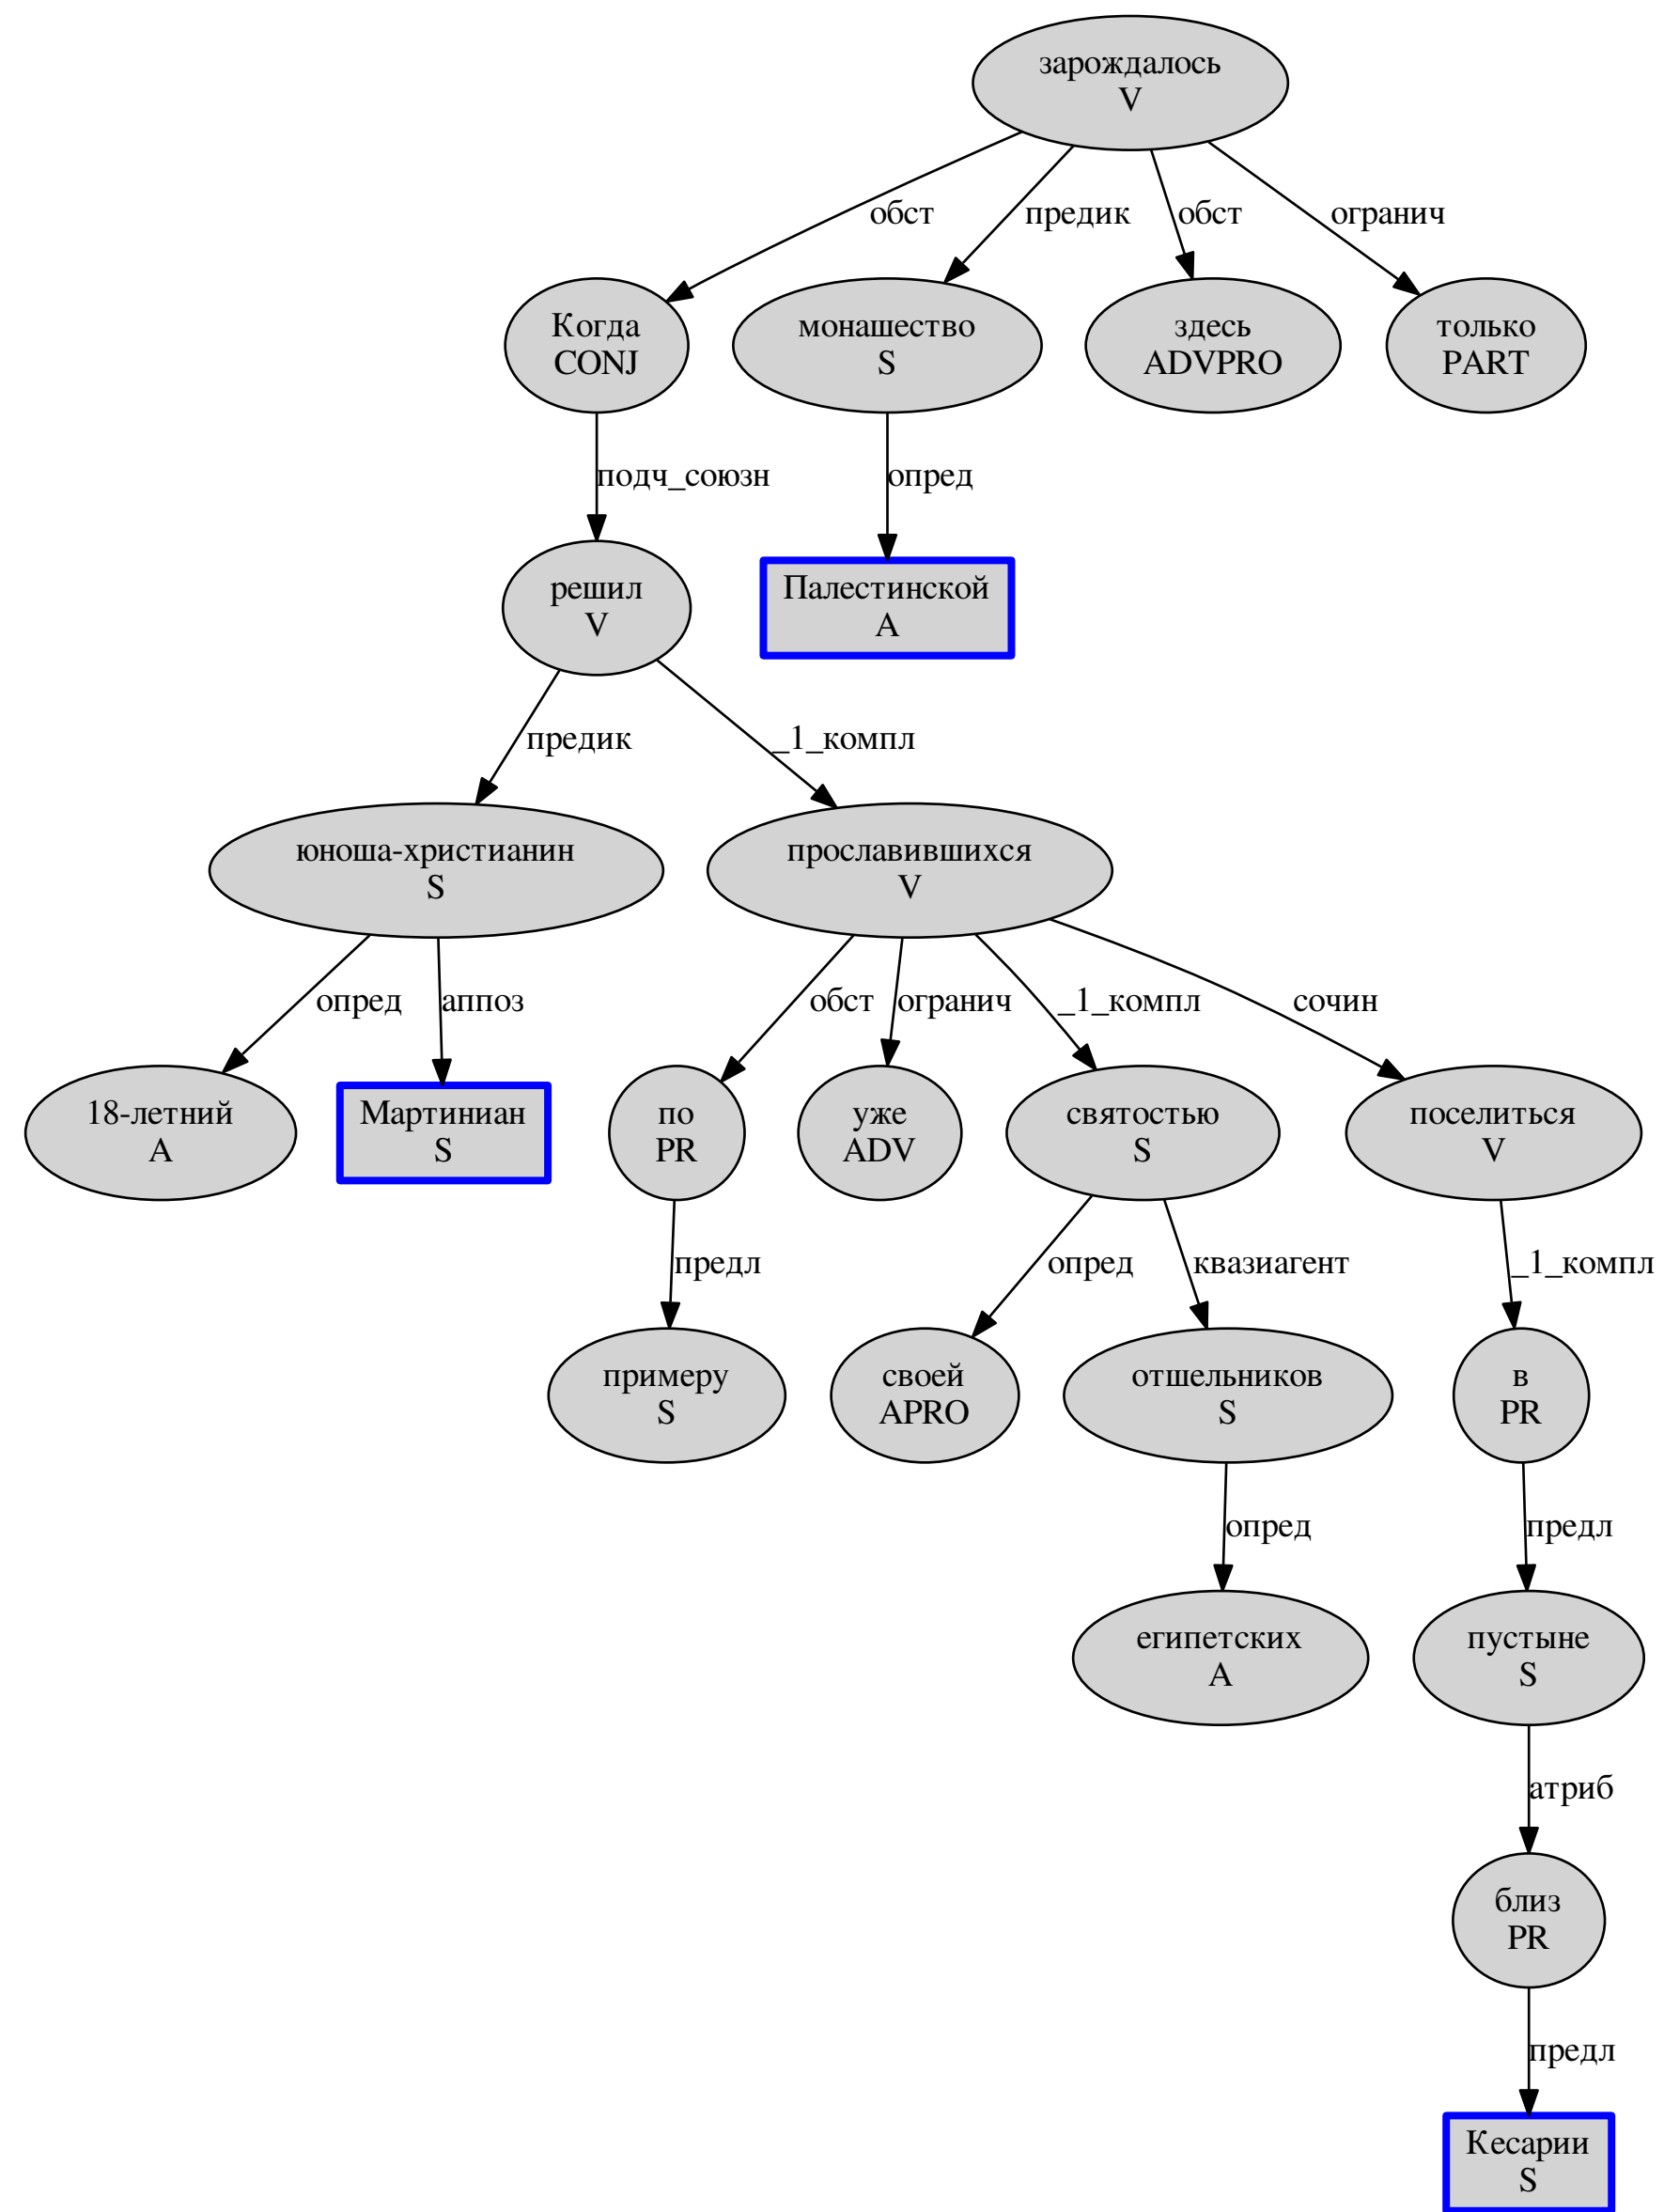 зарождалось
V
обст
предик
обст
огранич
Когда
CONJ
монашество
S
здесь
ADVPRO
только
PART
подч_союзн
опред
решил
V
Палестинской
A
предик
_1_компл
юноша-христианин
S
прославившихся
V
опред
аппоз
обст
огранич
_1_компл
сочин
18-летний
A
Мартиниан
S
по
PR
уже
ADV
святостью
S
поселиться
V
предл
опред
квазиагент
_1_компл
примеру
S
своей
APRO
отшельников
S
в
PR
опред
предл
египетских
A
пустыне
S
атриб
близ
PR
предл
Кесарии
S